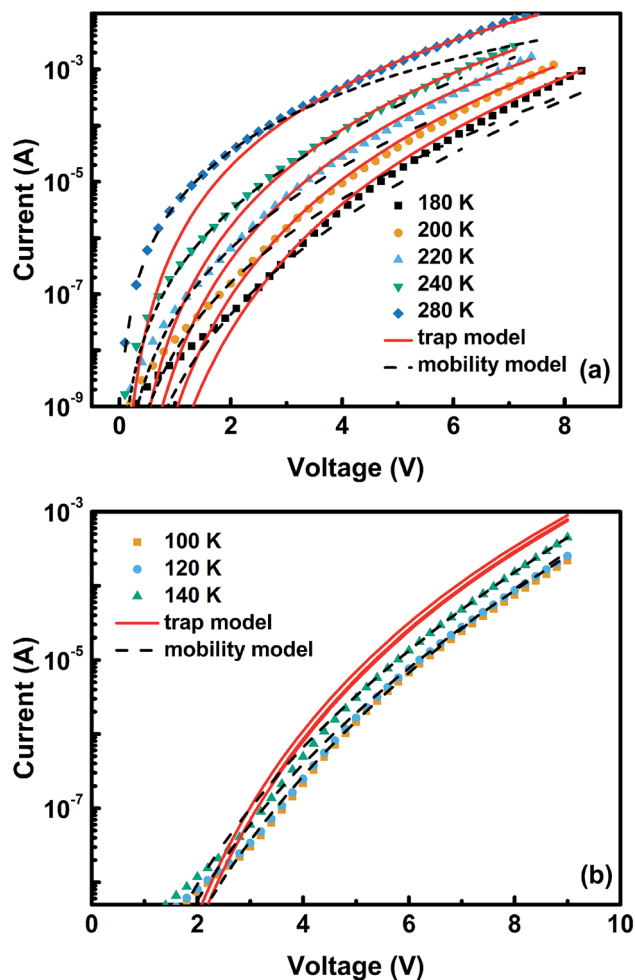 10⁻³
10⁻⁵
10⁻⁷
10⁻⁹
Current (A)
180 K
200 K
220 K
240 K
280 K
trap model
mobility model
(a)
0 2 4 6 8
Voltage (V)
10⁻³
10⁻⁵
10⁻⁷
Current (A)
100 K
120 K
140 K
trap model
mobility model
(b)
0 2 4 6 8 10
Voltage (V)